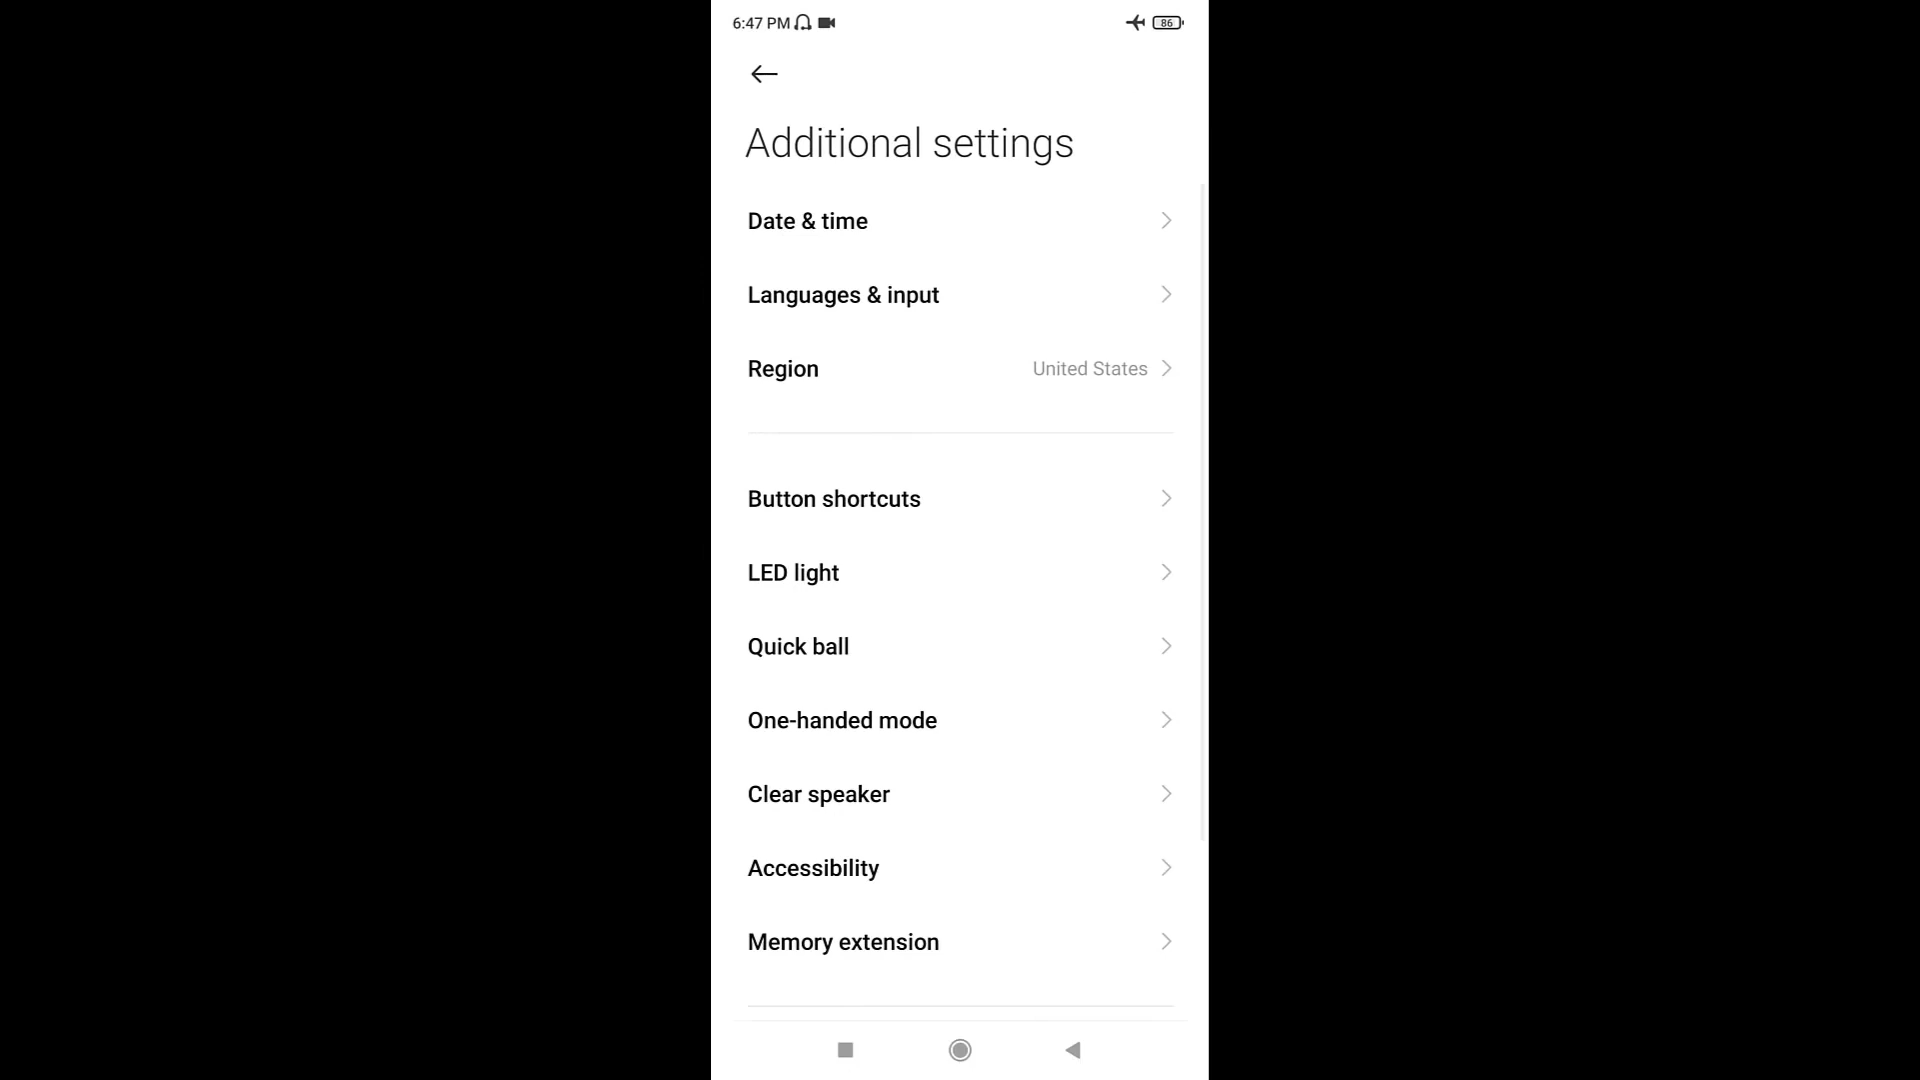 6:47 PM
86
Additional settings
Date & time
Languages & input
Region United States
Button shortcuts
LED light
Quick ball
One-handed mode
Clear speaker
Accessibility
Memory extension